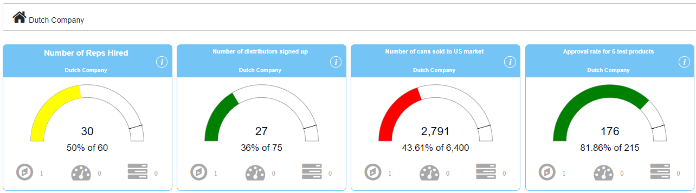 Dutch Company
Number of Reps Hired
Dutch Company
30
50% of 60
1 0 0
Number of distributors signed up
Dutch Company
27
36% of 75
1 0 0
Number of cans sold to US market
Dutch Company
2,791
43.61% of 6,400
1 0 0
Approval rate for 5 test products
Dutch Company
176
81.86% of 215
1 0 0